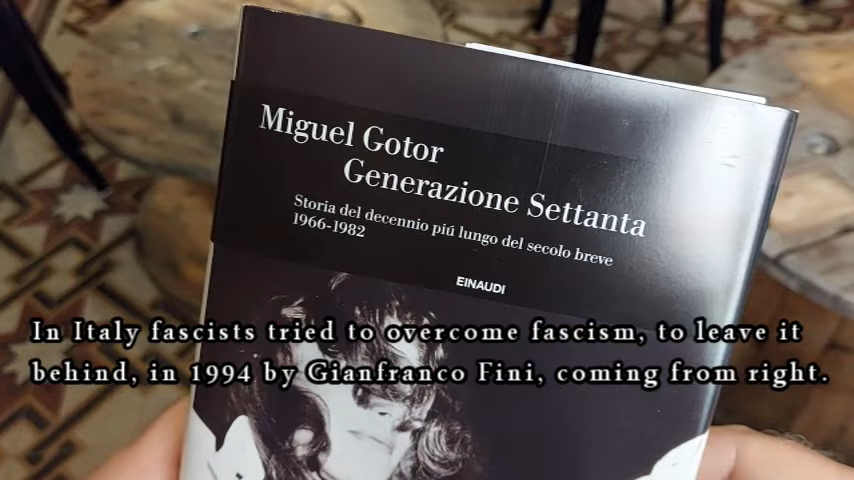 Miguel Gotor
Generazione Settanta
Storia del decennio piú lungo del secolo breve
1966-1982
EINAUDI
In Italy fascists tried to overcome fascism, to leave it
behind, in 1994 by Gianfranco Fini, coming from right.